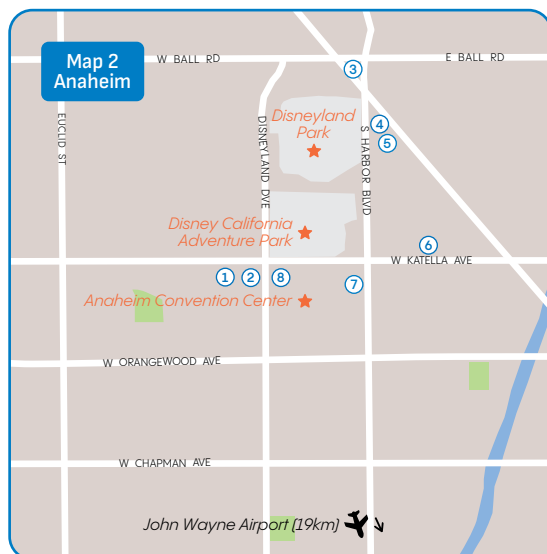 Map 2
Anaheim
W BALL RD
E BALL RD
3
EUCLID ST
DISNEYLAND DVE
Disneyland
Park
S HARBOR BLVD
4
5
Disney California
Adventure Park
6
W KATELLA AVE
1
2
8
7
Anaheim Convention Center
W ORANGEWOOD AVE
W CHAPMAN AVE
John Wayne Airport (19km)